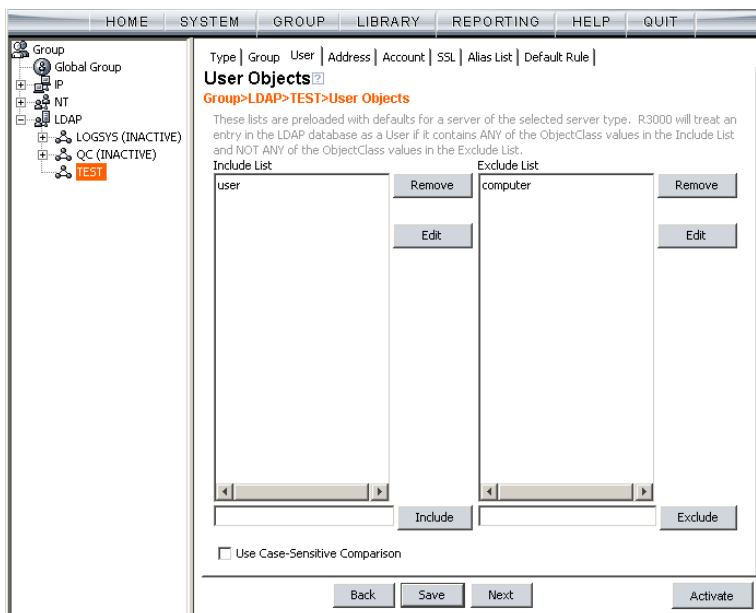 HOME SYSTEM GROUP LIBRARY REPORTING HELP QUIT
Group
Global Group
IP
NT
LDAP
LOGSYS (INACTIVE)
QC (INACTIVE)
TEST
Type Group User Address Account SSL Alias List Default Rule
User Objects ?
Group>LDAP>TEST>User Objects
These lists are preloaded with defaults for a server of the selected server type. R3000 will treat an
entry in the LDAP database as a User if it contains ANY of the ObjectClass values in the Include List
and NOT ANY of the ObjectClass values in the Exclude List.
Include List Exclude List
user Remove computer Remove
Edit Edit
Include Exclude
Use Case-Sensitive Comparison
Back Save Next Activate